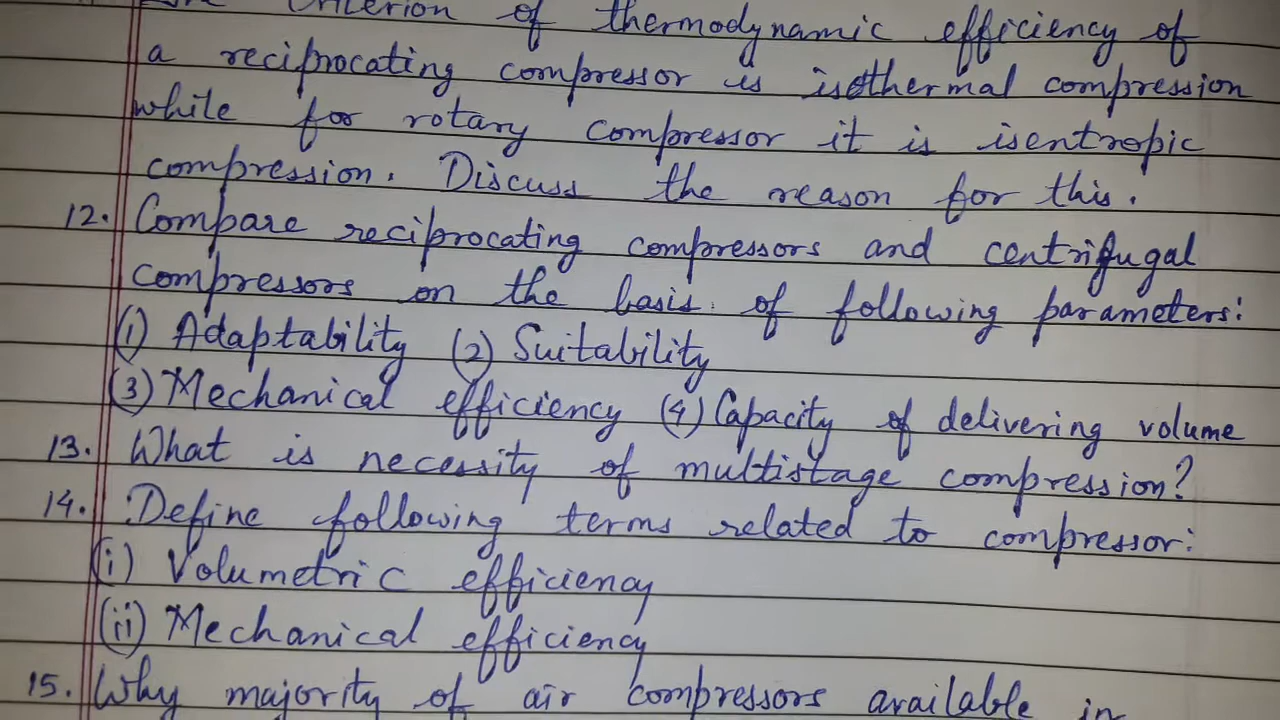 Criterion of thermodynamic efficiency of
a reciprocating compressor is isothermal compression
while for rotary compressor it is isentropic
compression. Discuss the reason for this.
12. Compare reciprocating compressors and centrifugal
compressors on the basis of following parameters:
(1) Adaptability (2) Suitability
(3) Mechanical efficiency (4) Capacity of delivering volume
13. What is necessity of multistage compression?
14. Define following terms related to compressor:
(i) Volumetric efficiency
(ii) Mechanical efficiency
15. Why majority of air compressors available in